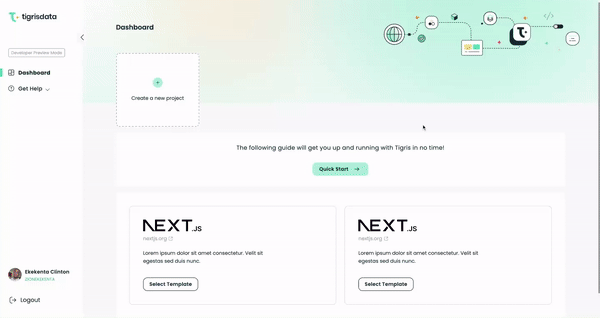 tigrisdata
Developer Preview Mode
Dashboard
Get Help
Dashboard
Create a new project
The following guide will get you up and running with Tigris in no time!
Quick Start
NEXT.JS
nextjs.org
Lorem ipsum dolor sit amet consectetur. Velit sit
egestas sed duis nunc.
Select Template
NEXT.JS
nextjs.org
Lorem ipsum dolor sit amet consectetur. Velit sit
egestas sed duis nunc.
Select Template
Ekekenta Clinton
Logout